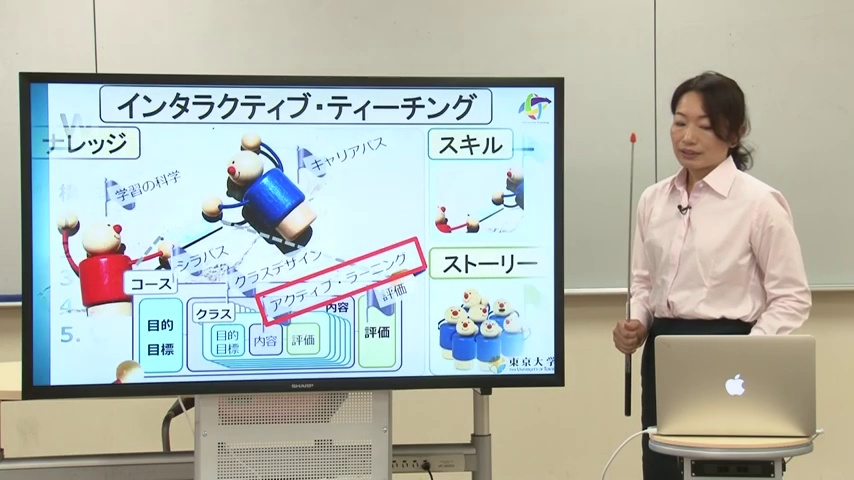 インタラクティブ・ティーチング
ナレッジ
スキル
キャリアパス
学習の科学
シラバス
クラスデザイン
アクティブ・ラーニング
評価
ストーリー
コース
目的
目標
クラス
内容
目的
目標
内容
評価
評価
4.
5.
東京大学
SHARP